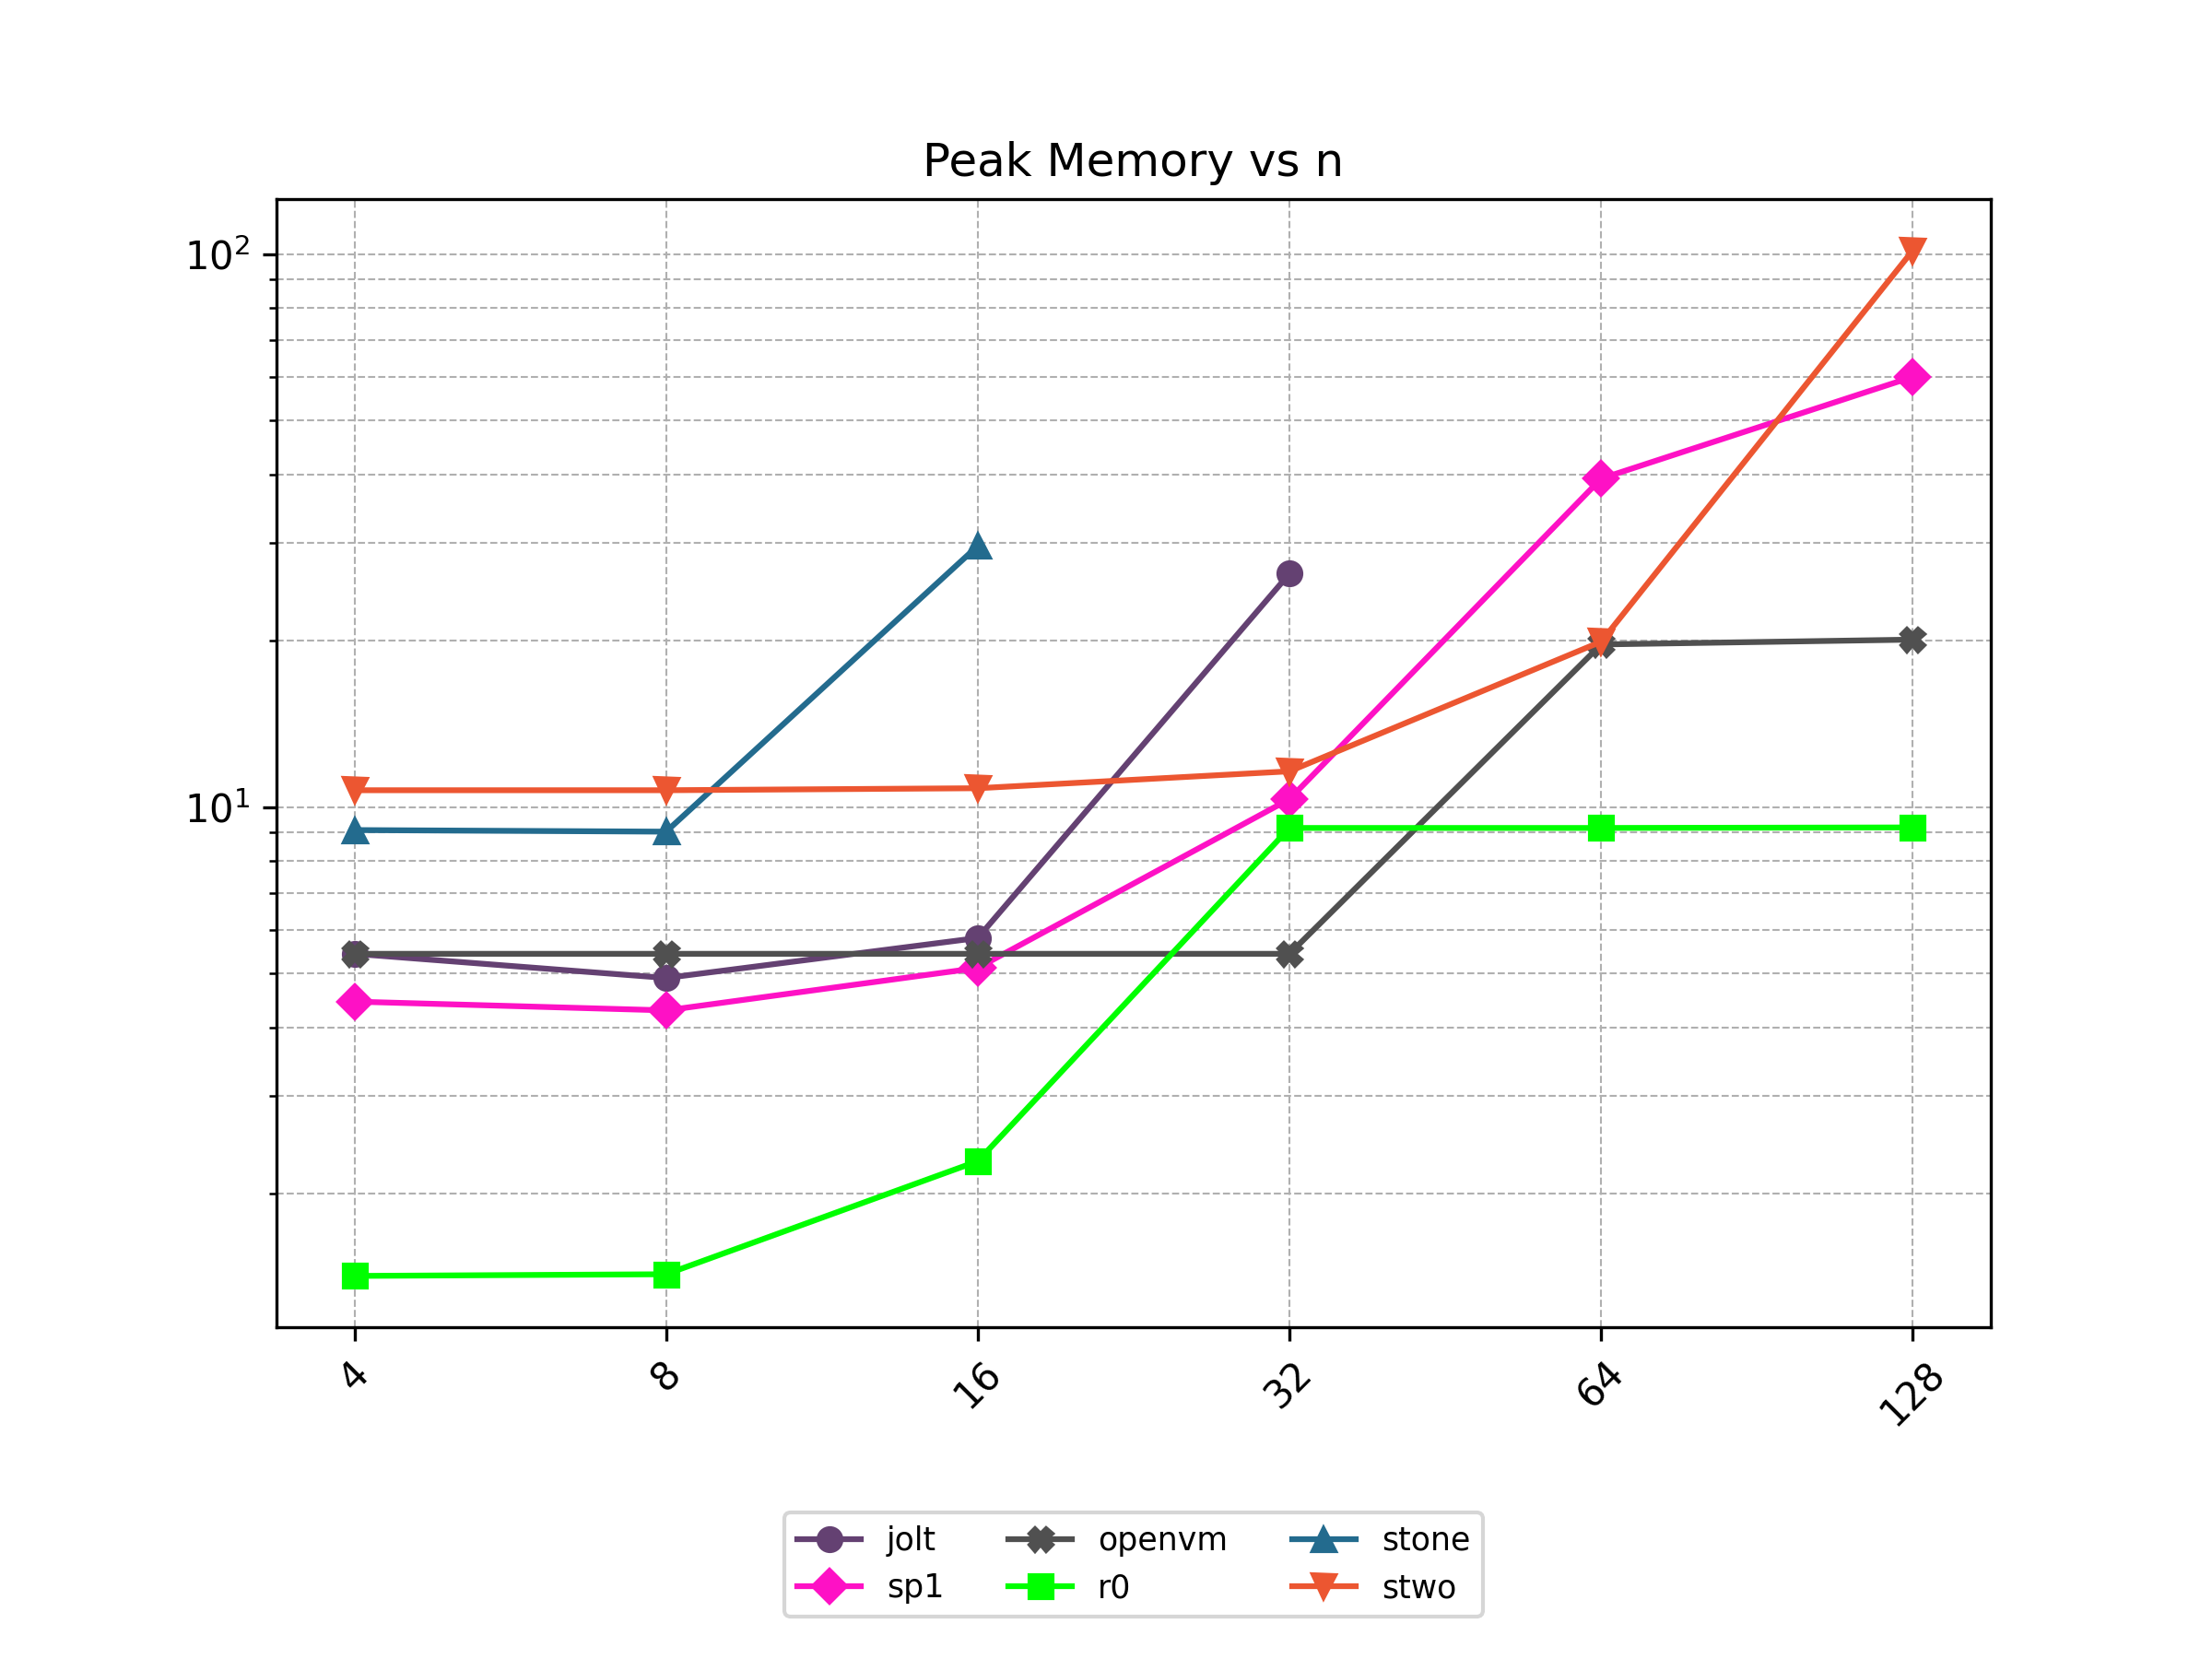 Peak Memory vs n
10²
10¹
4 8 16 32 64 128
jolt openvm stone
sp1 r0 stwo